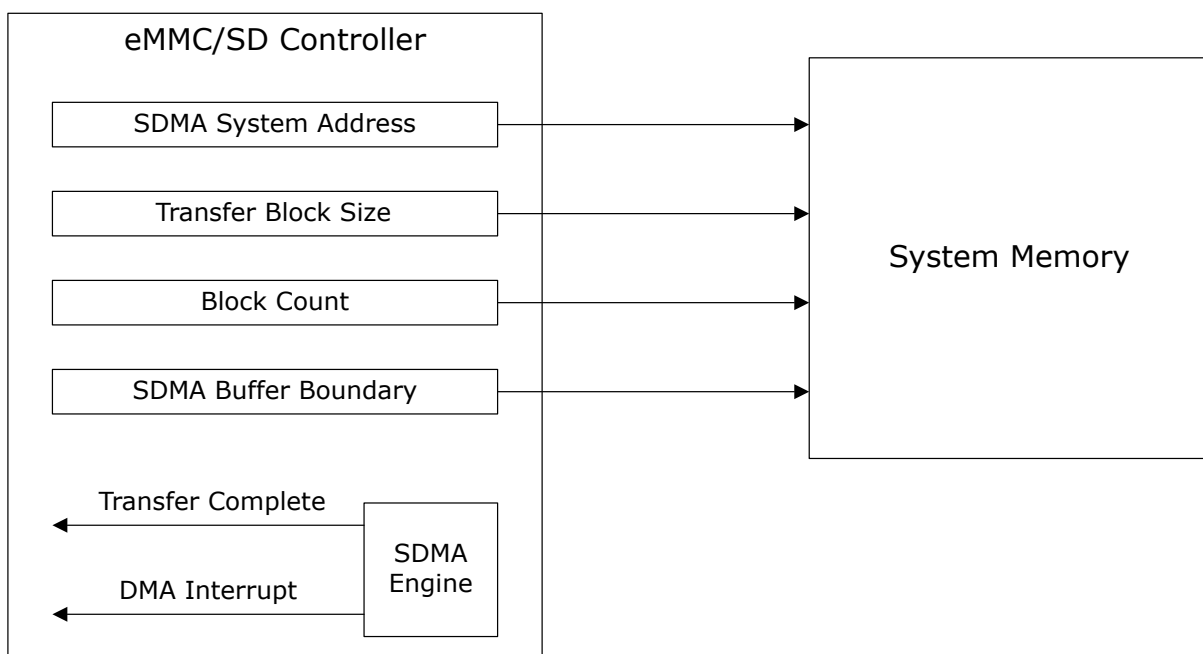 eMMC/SD Controller
SDMA System Address
Transfer Block Size
System Memory
Block Count
SDMA Buffer Boundary
Transfer Complete
SDMA
Engine
DMA Interrupt